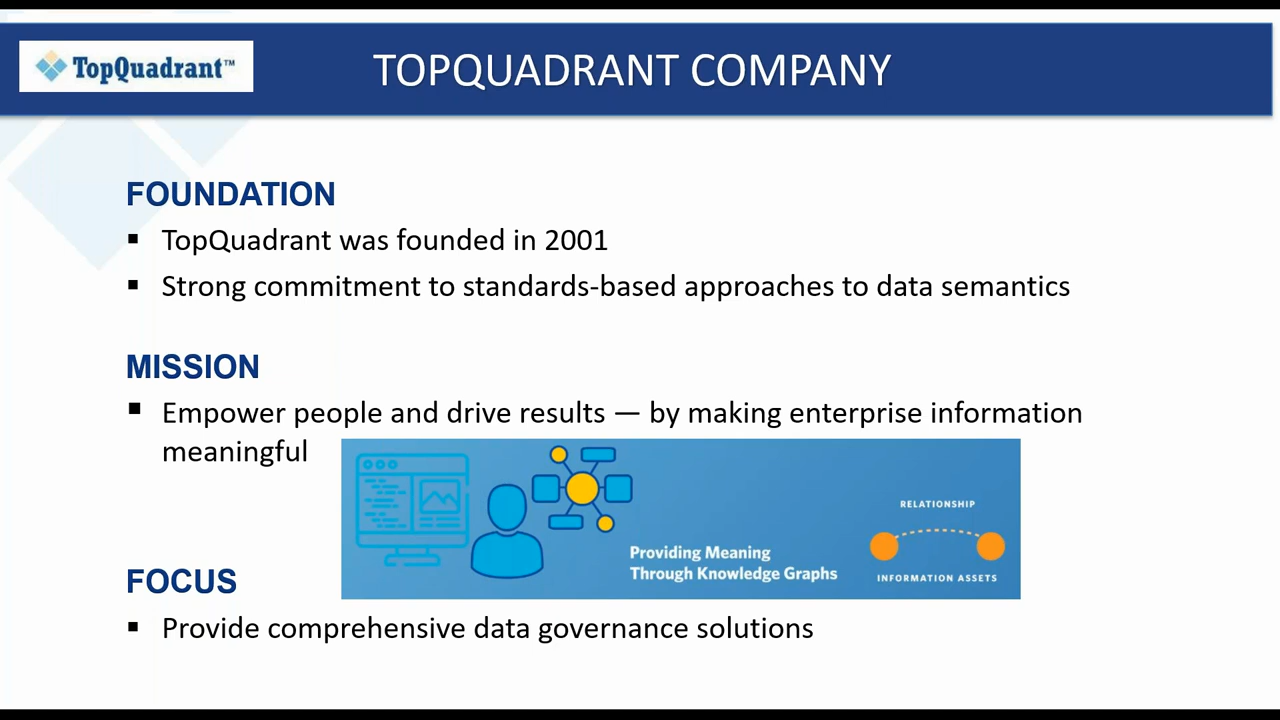 TopQuadrant™
TOPQUADRANT COMPANY
FOUNDATION
▪ TopQuadrant was founded in 2001
▪ Strong commitment to standards-based approaches to data semantics
MISSION
▪ Empower people and drive results — by making enterprise information
meaningful
Providing Meaning
Through Knowledge Graphs
RELATIONSHIP
INFORMATION ASSETS
FOCUS
▪ Provide comprehensive data governance solutions